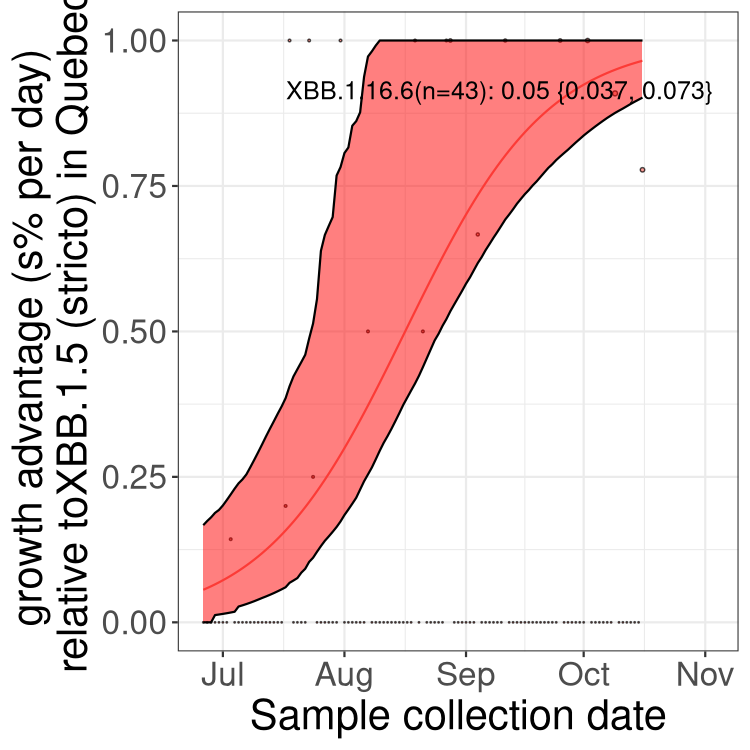 growth advantage (s% per day)
relative toXBB.1.5 (stricto) in Quebec
1.00
0.75
0.50
0.25
0.00
XBB.1.16.6(n=43): 0.05 {0.037, 0.073}
Jul Aug Sep Oct Nov
Sample collection date